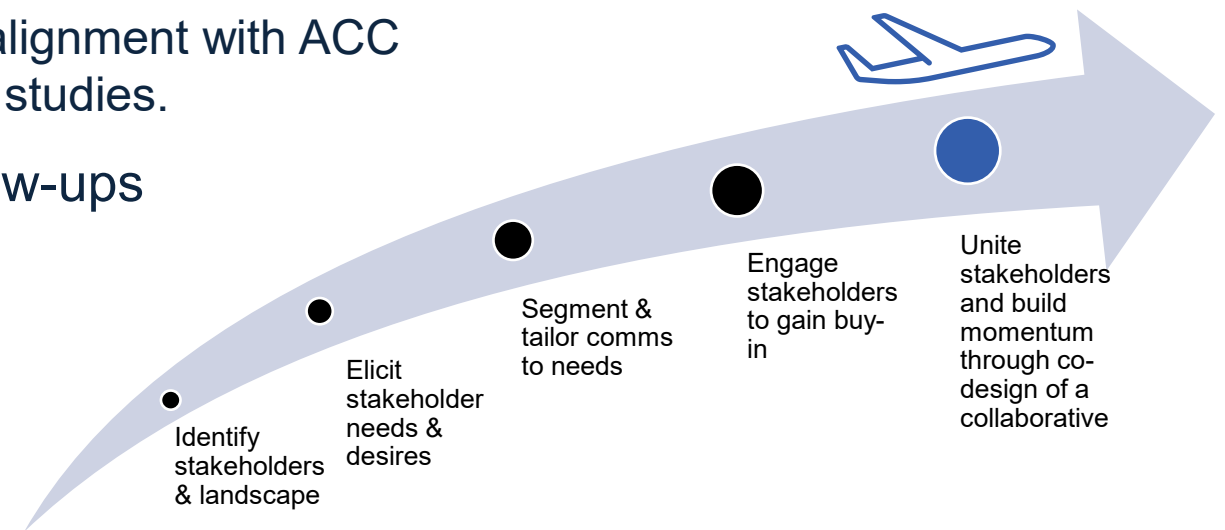 alignment with ACC
studies.
w-ups
Identify
stakeholders
& landscape
Elicit
stakeholder
needs &
desires
Segment &
tailor comms
to needs
Engage
stakeholders
to gain buy-
in
Unite
stakeholders
and build
momentum
through co-
design of a
collaborative